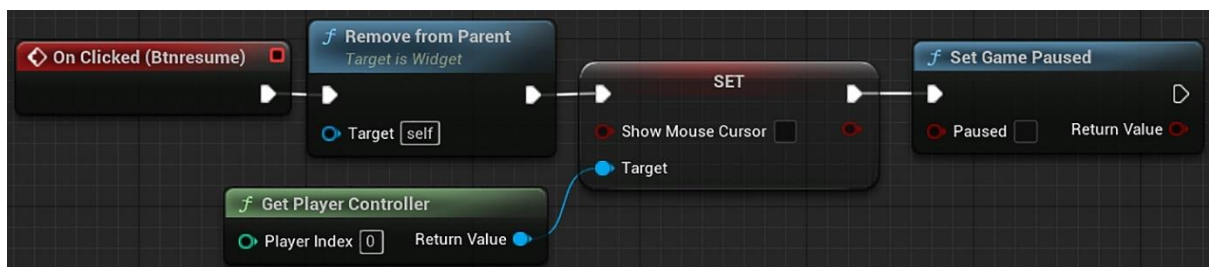 On Clicked (Btnresume)
f Remove from Parent
Target is Widget
Target self
SET
Show Mouse Cursor
Target
f Set Game Paused
Paused Return Value
f Get Player Controller
Player Index 0 Return Value